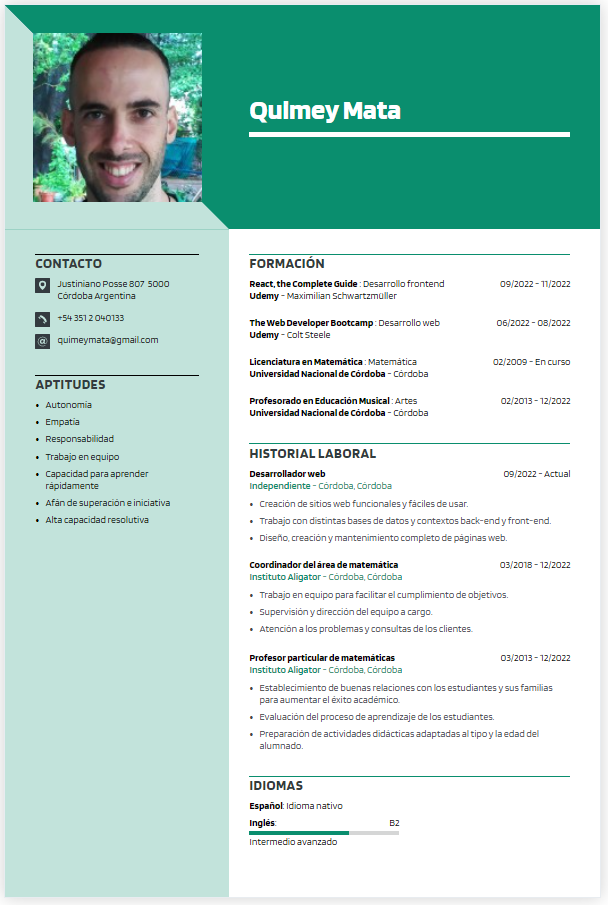 Quimey Mata
CONTACTO
Justiniano Posse 807 5000
Córdoba Argentina
+54 351 2 040133
quimeymata@gmail.com
APTITUDES
• Autonomía
• Empatía
• Responsabilidad
• Trabajo en equipo
• Capacidad para aprender
rápidamente
• Afán de superación e iniciativa
• Alta capacidad resolutiva
FORMACIÓN
React, the Complete Guide : Desarrollo frontend 09/2022 - 11/2022
Udemy - Maximilian Schwartzmüller
The Web Developer Bootcamp : Desarrollo web 06/2022 - 08/2022
Udemy - Colt Steele
Licenciatura en Matemática : Matemática 02/2009 - En curso
Universidad Nacional de Córdoba - Córdoba
Profesorado en Educación Musical : Artes 02/2013 - 12/2022
Universidad Nacional de Córdoba - Córdoba
HISTORIAL LABORAL
Desarrollador web 09/2022 - Actual
Independiente - Córdoba, Córdoba
• Creación de sitios web funcionales y fáciles de usar.
• Trabajo con distintas bases de datos y contextos back-end y front-end.
• Diseño, creación y mantenimiento completo de páginas web.
Coordinador del área de matemática 03/2018 - 12/2022
Instituto Aligator - Córdoba, Córdoba
• Trabajo en equipo para facilitar el cumplimiento de objetivos.
• Supervisión y dirección del equipo a cargo.
• Atención a los problemas y consultas de los clientes.
Profesor particular de matemáticas 03/2013 - 12/2022
Instituto Aligator - Córdoba, Córdoba
• Establecimiento de buenas relaciones con los estudiantes y sus familias
para aumentar el éxito académico.
• Evaluación del proceso de aprendizaje de los estudiantes.
• Preparación de actividades didácticas adaptadas al tipo y la edad del
alumnado.
IDIOMAS
Español: Idioma nativo
Inglés: B2
Intermedio avanzado